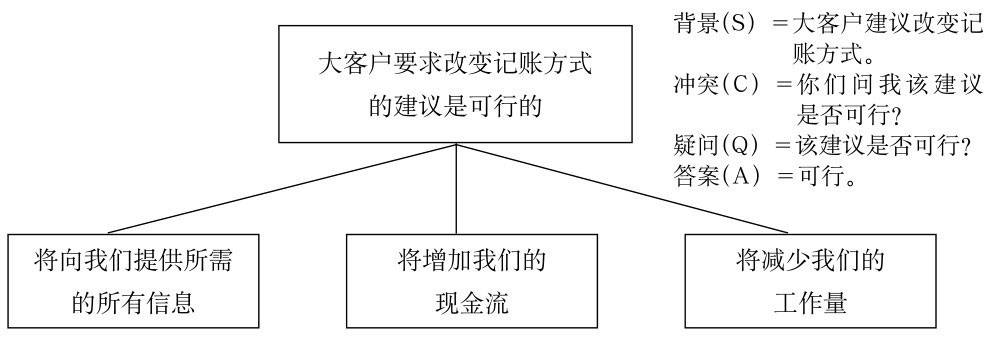 大客户要求改变记账方式
的建议是可行的
背景(S) =大客户建议改变记
账方式。
冲突(C) =你们问我该建议
是否可行?
疑问(Q) =该建议是否可行?
答案(A) =可行。
将向我们提供所需
的所有信息
将增加我们的
现金流
将减少我们的
工作量